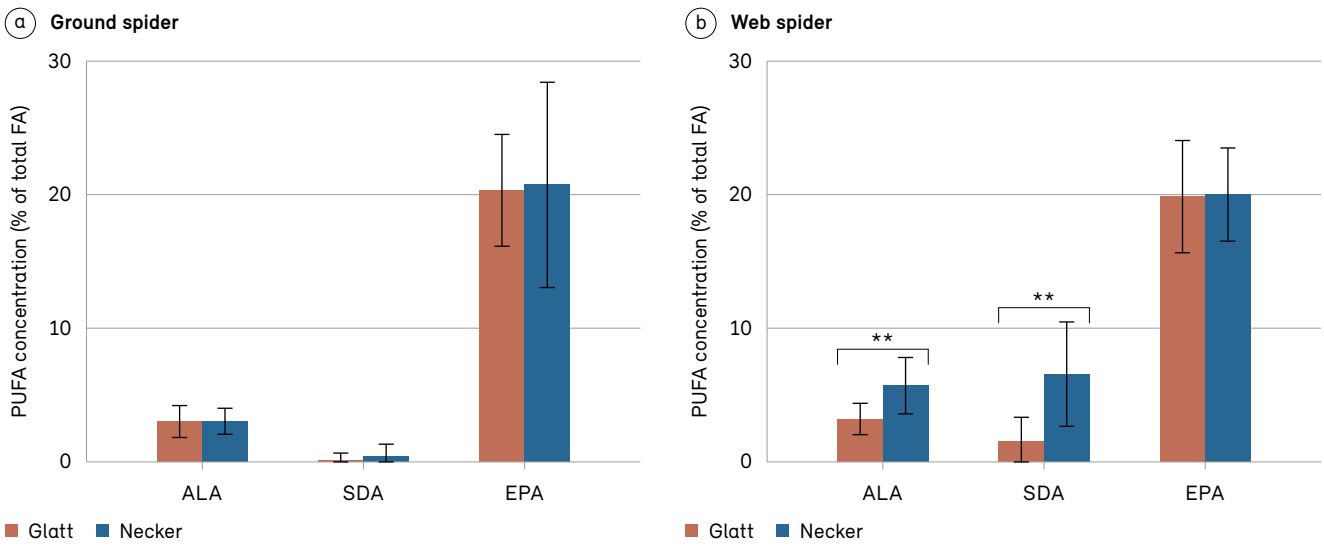 a Ground spider
PUFA concentration (% of total FA)
30
20
10
0
ALA SDA EPA
Glatt Necker
b Web spider
PUFA concentration (% of total FA)
30
20
10
0
**
**
ALA SDA EPA
Glatt Necker